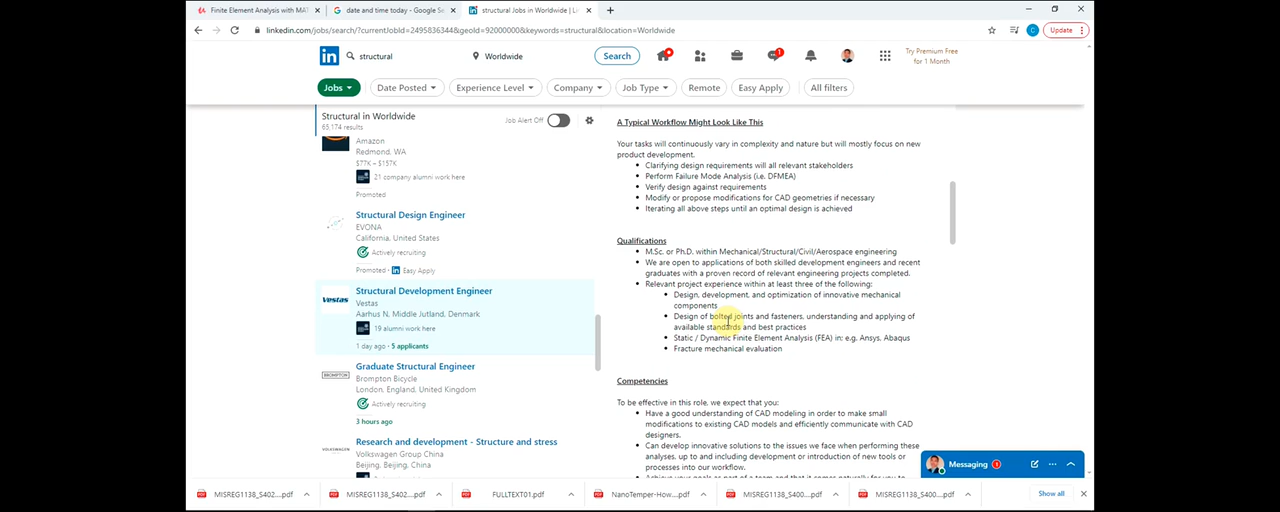 Finite Element Analysis with MAT
date and time today - Google Se
structural Jobs in Worldwide | Li
linkedin.com/jobs/search/?currentJobId=2495836344&geoId=92000000&keywords=structural&location=Worldwide
Update
structural
Worldwide
Search
1
Try Premium Free
for 1 Month
Jobs
Date Posted
Experience Level
Company
Job Type
Remote
Easy Apply
All filters
Structural in Worldwide
65,174 results
Job Alert Off
Amazon
Redmond, WA
$77K – $157K
21 company alumni work here
Promoted
Structural Design Engineer
EVONA
California, United States
Actively recruiting
Promoted · Easy Apply
Vestas
Structural Development Engineer
Vestas
Aarhus N, Middle Jutland, Denmark
19 alumni work here
1 day ago · 5 applicants
BROMPTON
Graduate Structural Engineer
Brompton Bicycle
London, England, United Kingdom
Actively recruiting
3 hours ago
VOLKSWAGEN
Research and development - Structure and stress
Volkswagen Group China
Beijing, Beijing, China
A Typical Workflow Might Look Like This
Your tasks will continuously vary in complexity and nature but will mostly focus on new
product development.
• Clarifying design requirements will all relevant stakeholders
• Perform Failure Mode Analysis (i.e. DFMEA)
• Verify design against requirements
• Modify or propose modifications for CAD geometries if necessary
• Iterating all above steps until an optimal design is achieved
Qualifications
• M.Sc. or Ph.D. within Mechanical/Structural/Civil/Aerospace engineering
• We are open to applications of both skilled development engineers and recent
graduates with a proven record of relevant engineering projects completed.
• Relevant project experience within at least three of the following:
• Design, development, and optimization of innovative mechanical
components
• Design of bolted joints and fasteners, understanding and applying of
available standards and best practices
• Static / Dynamic Finite Element Analysis (FEA) in; e.g. Ansys, Abaqus
• Fracture mechanical evaluation
Competencies
To be effective in this role, we expect that you:
• Have a good understanding of CAD modeling in order to make small
modifications to existing CAD models and efficiently communicate with CAD
designers.
• Can develop innovative solutions to the issues we face when performing these
analyses, up to and including development or introduction of new tools or
processes into our workflow.
Messaging 1
MISREG1138_S402....pdf
MISREG1138_S402....pdf
FULLTEXT01.pdf
NanoTemper-How....pdf
MISREG1138_S400....pdf
MISREG1138_S400....pdf
Show all